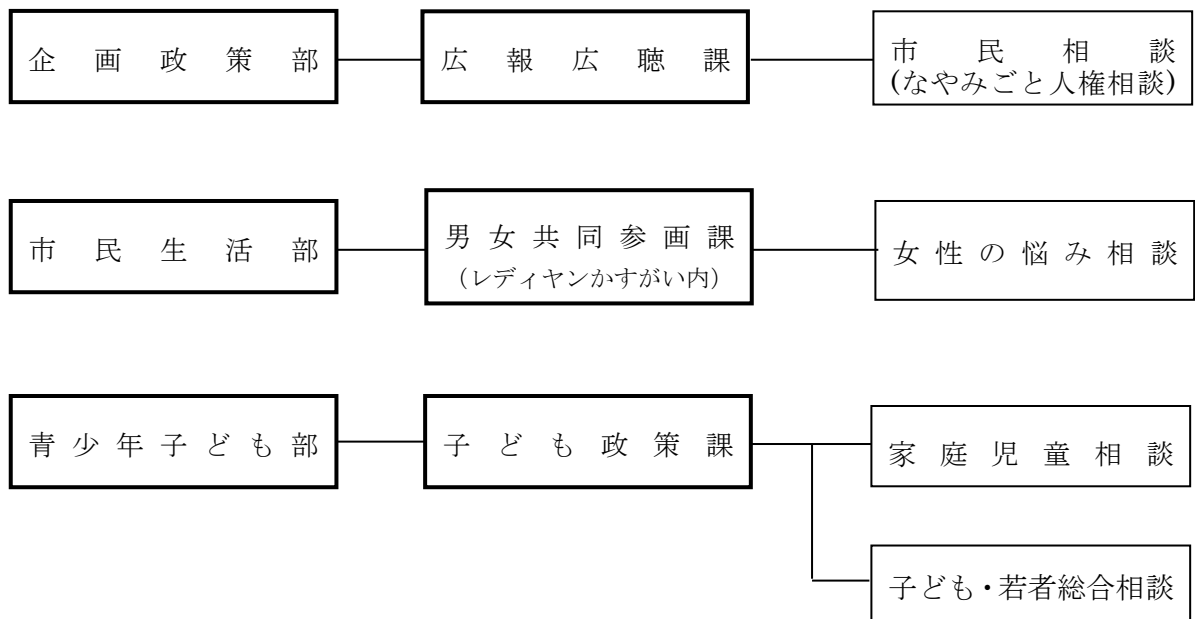 企画政策部
広報広聴課
市民相談
(なやみごと人権相談)
市民生活部
男女共同参画課
（レディヤンかすがい内）
女性の悩み相談
青少年子ども部
子ども政策課
家庭児童相談
子ども・若者総合相談